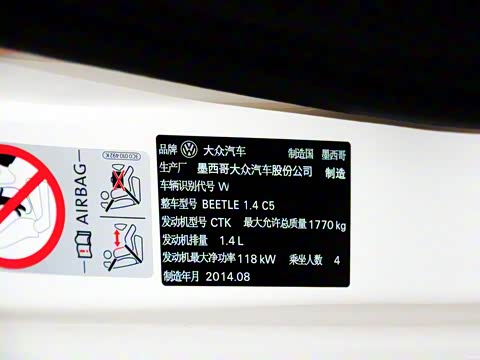 品牌 大众汽车 制造国 墨西哥
生产厂 墨西哥大众汽车股份公司 制造
车辆识别代号 VV
整车型号 BEETLE 1.4 C5
发动机型号 CTK 最大允许总质量 1770 kg
发动机排量 1.4 L
发动机最大净功率 118 kW 乘坐人数 4
制造年月 2014.08
AIRBAG